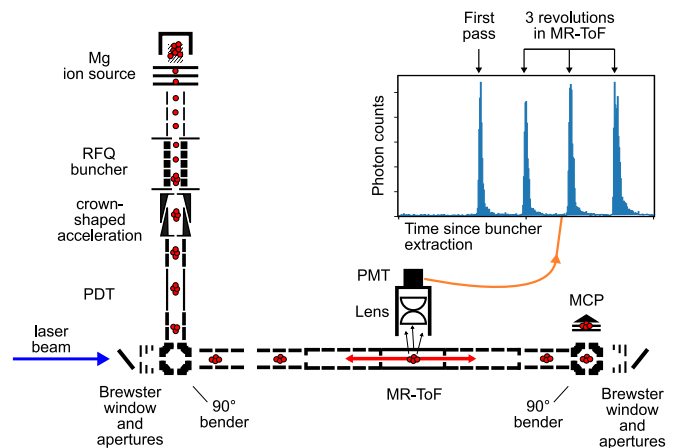 First
pass
3 revolutions
in MR-ToF
Mg
ion source
Photon counts
RFQ
buncher
crown-
shaped
acceleration
Time since buncher
extraction
PDT
PMT
Lens
MCP
laser
beam
Brewster
window and
apertures
90°
bender
MR-ToF
90°
bender
Brewster
window and
apertures